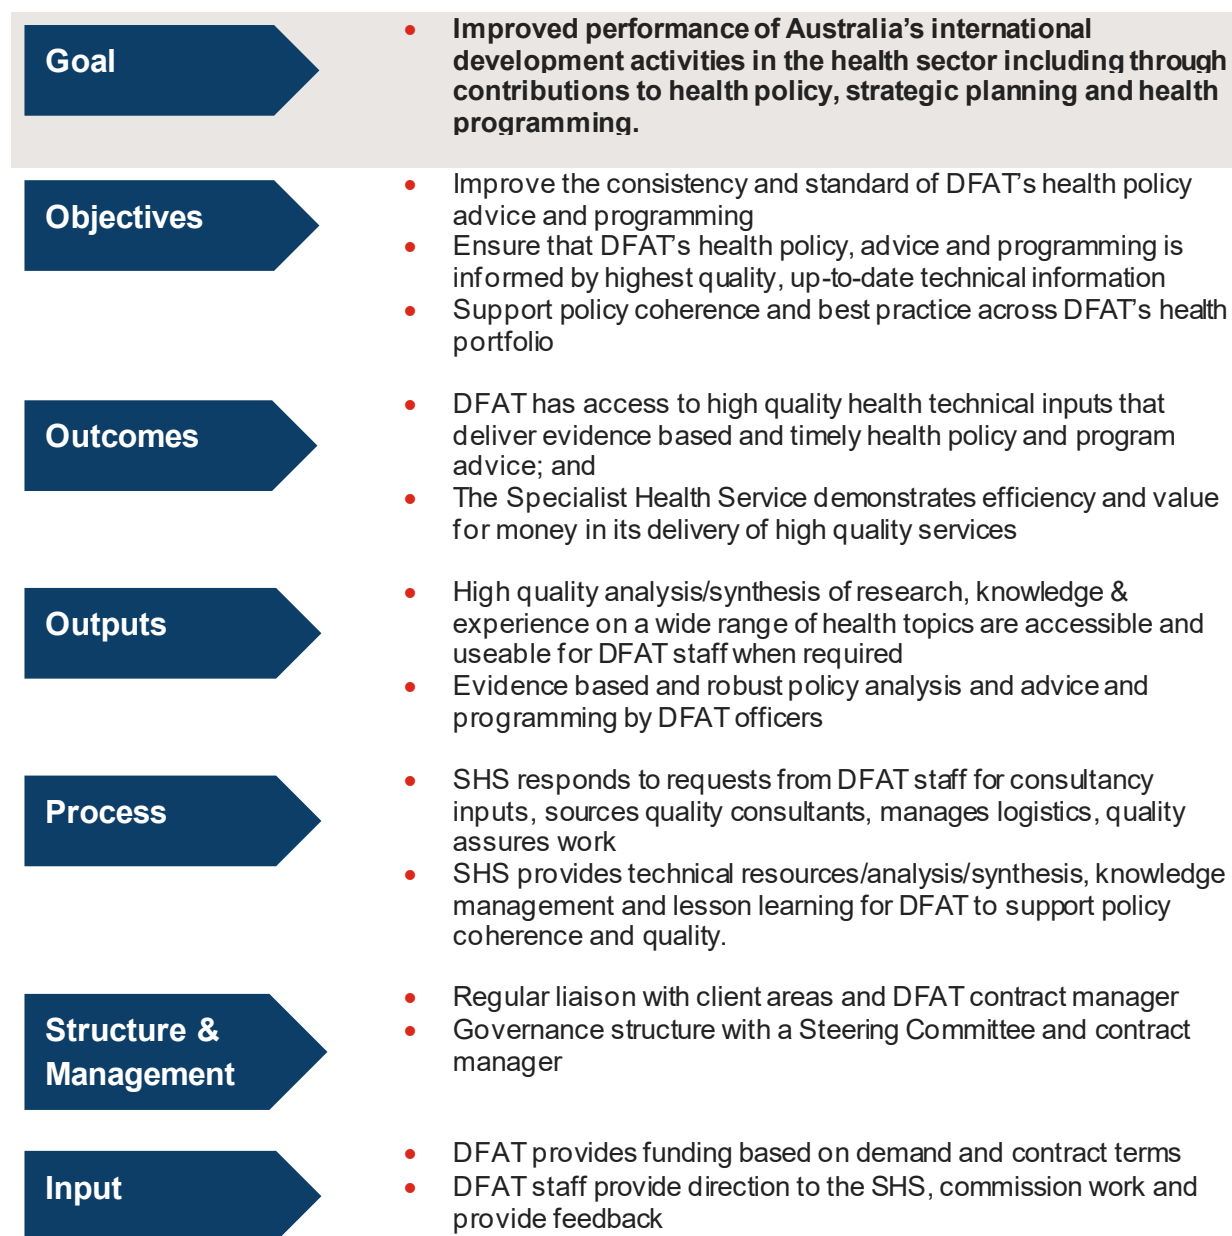 Goal
• Improved performance of Australia’s international
development activities in the health sector including through
contributions to health policy, strategic planning and health
programming.
Objectives
• Improve the consistency and standard of DFAT’s health policy
advice and programming
• Ensure that DFAT’s health policy, advice and programming is
informed by highest quality, up-to-date technical information
• Support policy coherence and best practice across DFAT’s health
portfolio
Outcomes
• DFAT has access to high quality health technical inputs that
deliver evidence based and timely health policy and program
advice; and
• The Specialist Health Service demonstrates efficiency and value
for money in its delivery of high quality services
Outputs
• High quality analysis/synthesis of research, knowledge &
experience on a wide range of health topics are accessible and
useable for DFAT staff when required
• Evidence based and robust policy analysis and advice and
programming by DFAT officers
Process
• SHS responds to requests from DFAT staff for consultancy
inputs, sources quality consultants, manages logistics, quality
assures work
• SHS provides technical resources/analysis/synthesis, knowledge
management and lesson learning for DFAT to support policy
coherence and quality.
Structure &
Management
• Regular liaison with client areas and DFAT contract manager
• Governance structure with a Steering Committee and contract
manager
Input
• DFAT provides funding based on demand and contract terms
• DFAT staff provide direction to the SHS, commission work and
provide feedback